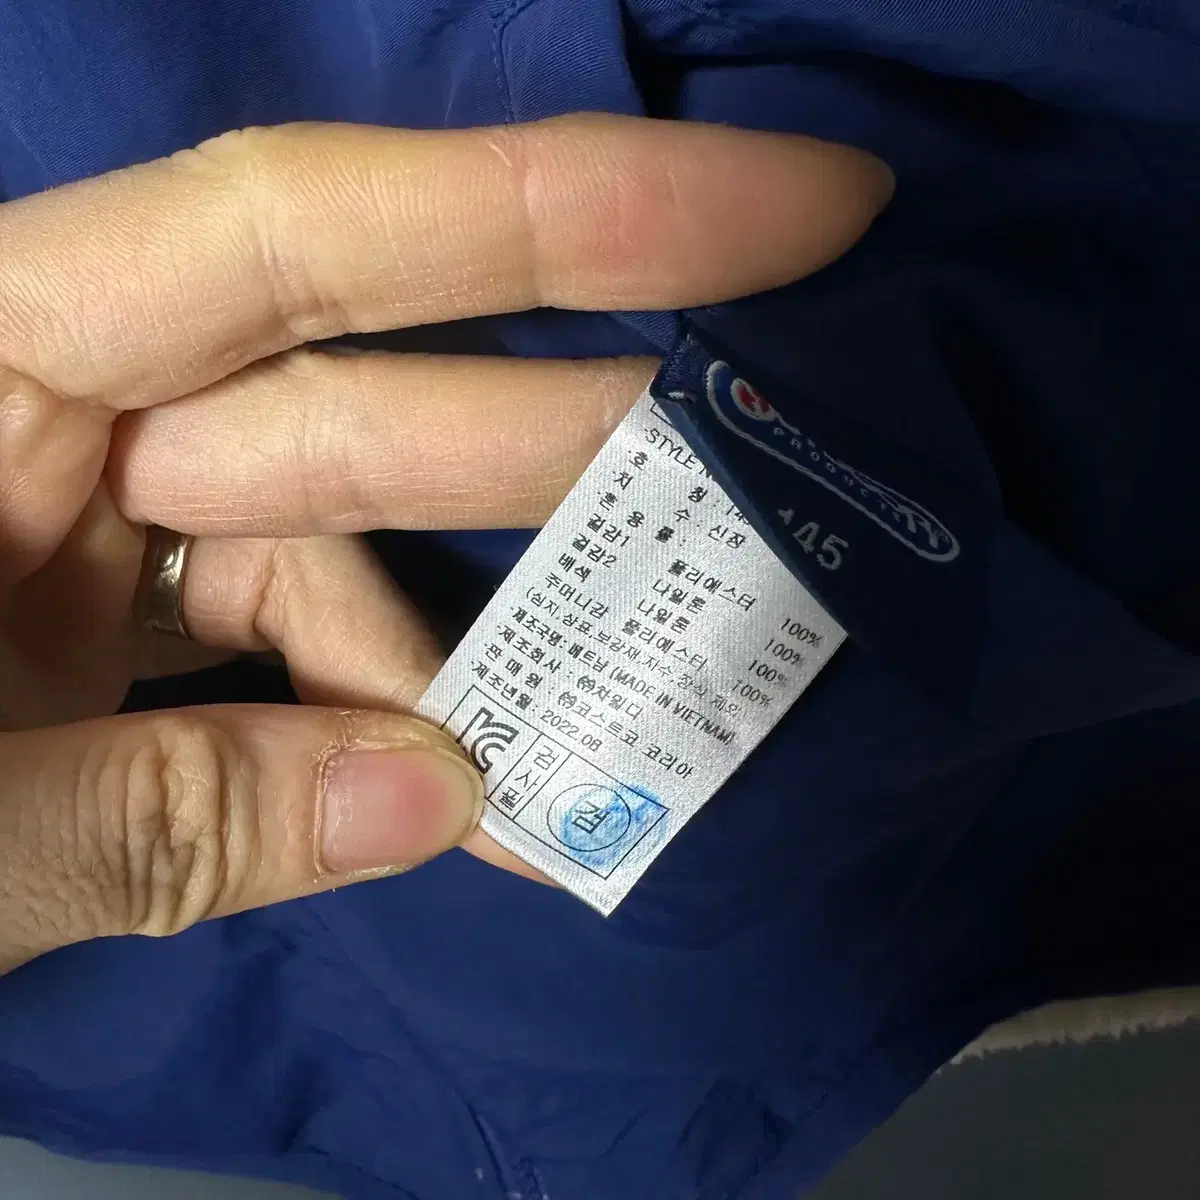 PRODUCTS
145
·STYLE N
·호 칭 : 14
·치 수 : 신장
·혼 용 률 :
겉감1 폴리에스터 100%
겉감2 나일론 100%
배색 나일론 100%
주머니감 폴리에스터 100%
(심지,상표,보강재,자수,장식 제외)
·제조국명: 베트남 (MADE IN VIETNAM)
·제조회사 : ㈜차밍디
·판 매 원 : ㈜코스트코 코리아
·제조년월 : 2022.08
검사필
검